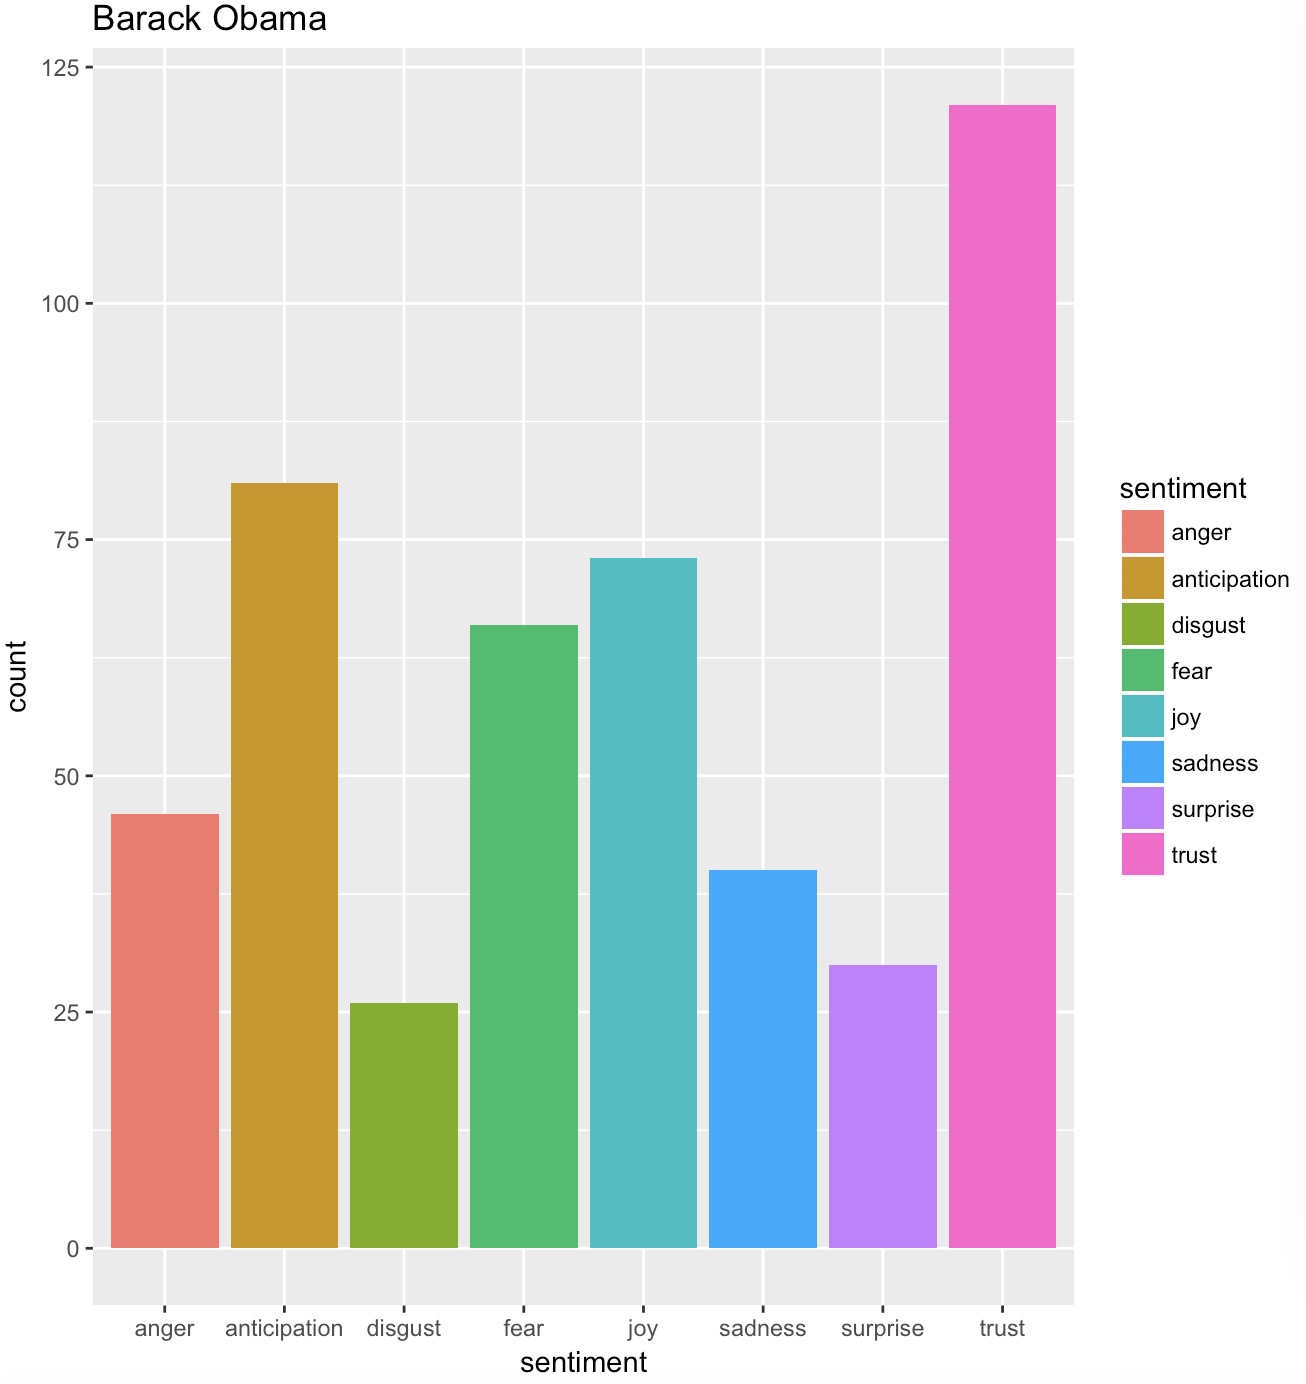 Barack Obama
125
100
75
50
25
0
count
anger
anticipation
disgust
fear
joy
sadness
surprise
trust
sentiment
sentiment
anger
anticipation
disgust
fear
joy
sadness
surprise
trust